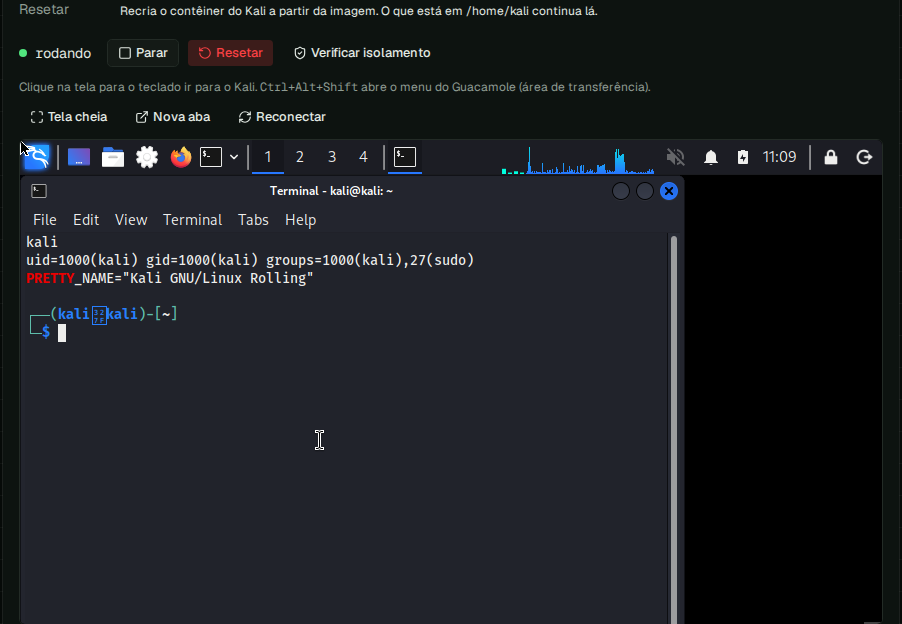 Resetar
Recria o contêiner do Kali a partir da imagem. O que está em /home/kali continua lá.
rodando
Parar
Resetar
Verificar isolamento
Clique na tela para o teclado ir para o Kali. Ctrl+Alt+Shift abre o menu do Guacamole (área de transferência).
Tela cheia
Nova aba
Reconectar
1 2 3 4
11:09
Terminal - kali@kali: ~
File Edit View Terminal Tabs Help
kali
uid=1000(kali) gid=1000(kali) groups=1000(kali),27(sudo)
PRETTY_NAME="Kali GNU/Linux Rolling"
┌──(kali㉿kali)-[~]
└─$